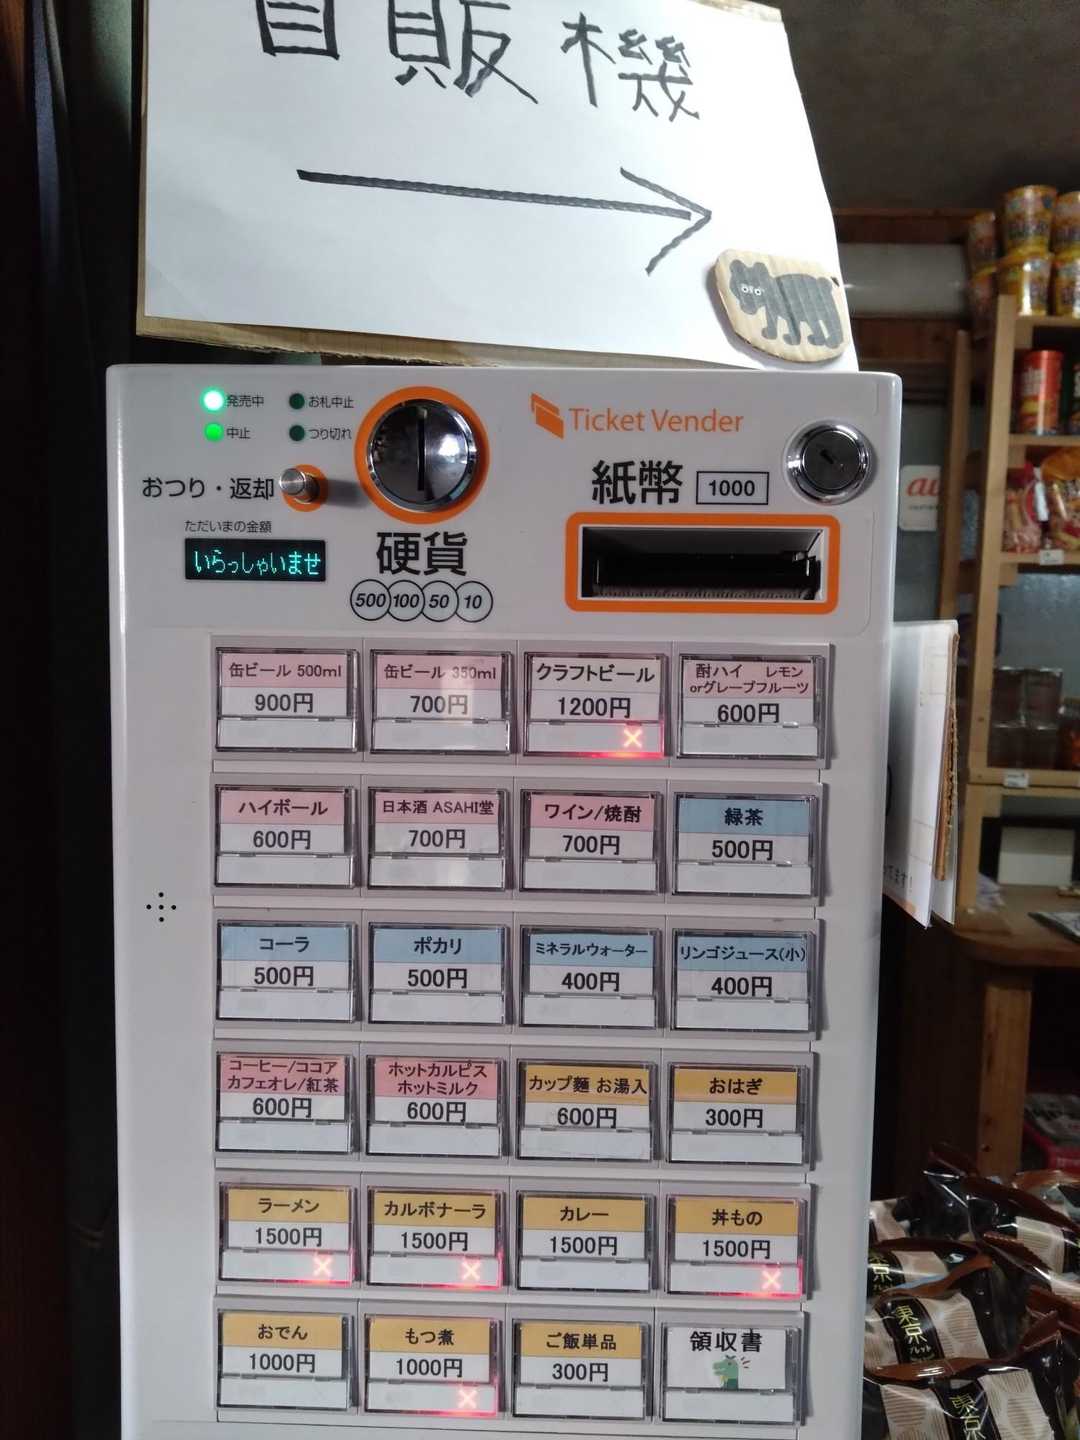 自販機
発売中
お札中止
中止
つり切れ
Ticket Vender
おつり・返却
紙幣 1000
ただいまの金額
いらっしゃいませ
硬貨
500 100 50 10
缶ビール 500ml
900円
缶ビール 350ml
700円
クラフトビール
1200円
×
酎ハイ レモン
orグレープフルーツ
600円
ハイボール
600円
日本酒 ASAHI堂
700円
ワイン/焼酎
700円
緑茶
500円
コーラ
500円
ポカリ
500円
ミネラルウォーター
400円
リンゴジュース(小)
400円
コーヒー/ココア
カフェオレ/紅茶
600円
ホットカルピス
ホットミルク
600円
カップ麺 お湯入
600円
おはぎ
300円
ラーメン
1500円
×
カルボナーラ
1500円
×
カレー
1500円
丼もの
1500円
×
おでん
1000円
もつ煮
1000円
×
ご飯単品
300円
領収書
au
てます!
東京
東京
東京